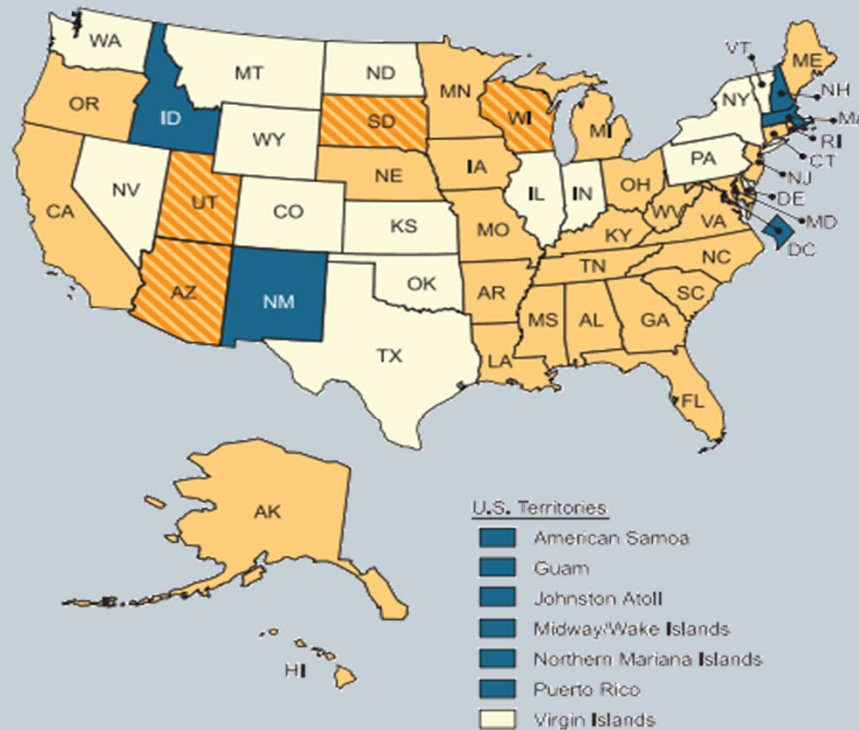 WA
MT
ND
MN
OR
ID
SD
WI
MI
WY
NE
IA
NV
UT
CO
KS
CA
AZ
NM
OK
TX
IL
IN
OH
MO
KY
WV
VA
TN
NC
AR
SC
MS
AL
GA
LA
FL
VT
ME
NH
NY
MA
RI
CT
PA
NJ
DE
MD
DC
AK
HI
U.S. Territories
American Samoa
Guam
Johnston Atoll
Midway/Wake Islands
Northern Mariana Islands
Puerto Rico
Virgin Islands